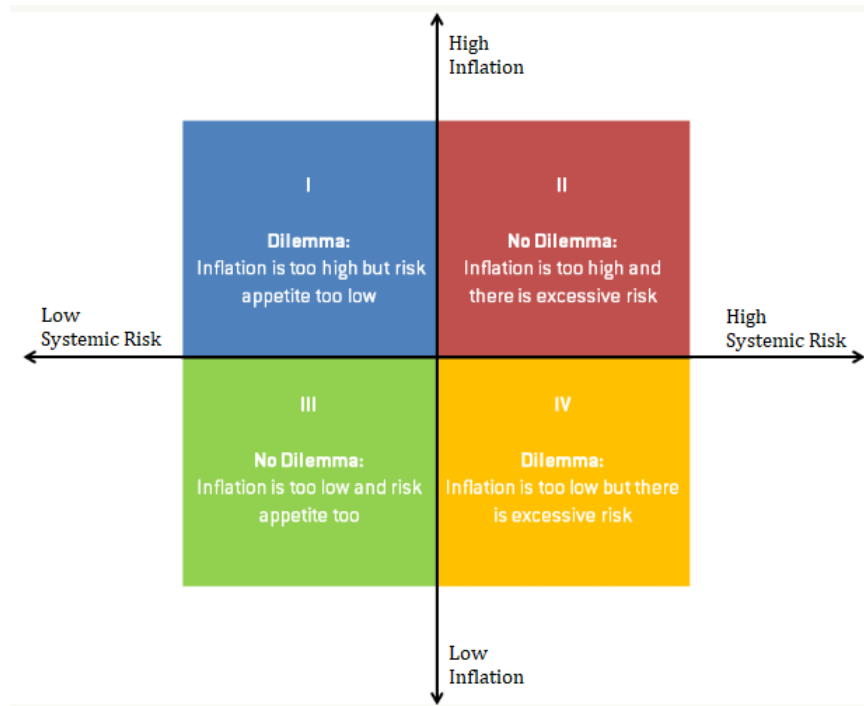 High
Inflation
I
Dilemma:
Inflation is too high but risk
appetite too low
II
No Dilemma:
Inflation is too high and
there is excessive risk
Low
Systemic Risk
High
Systemic Risk
III
No Dilemma:
Inflation is too low and risk
appetite too
IV
Dilemma:
Inflation is too low but there
is excessive risk
Low
Inflation